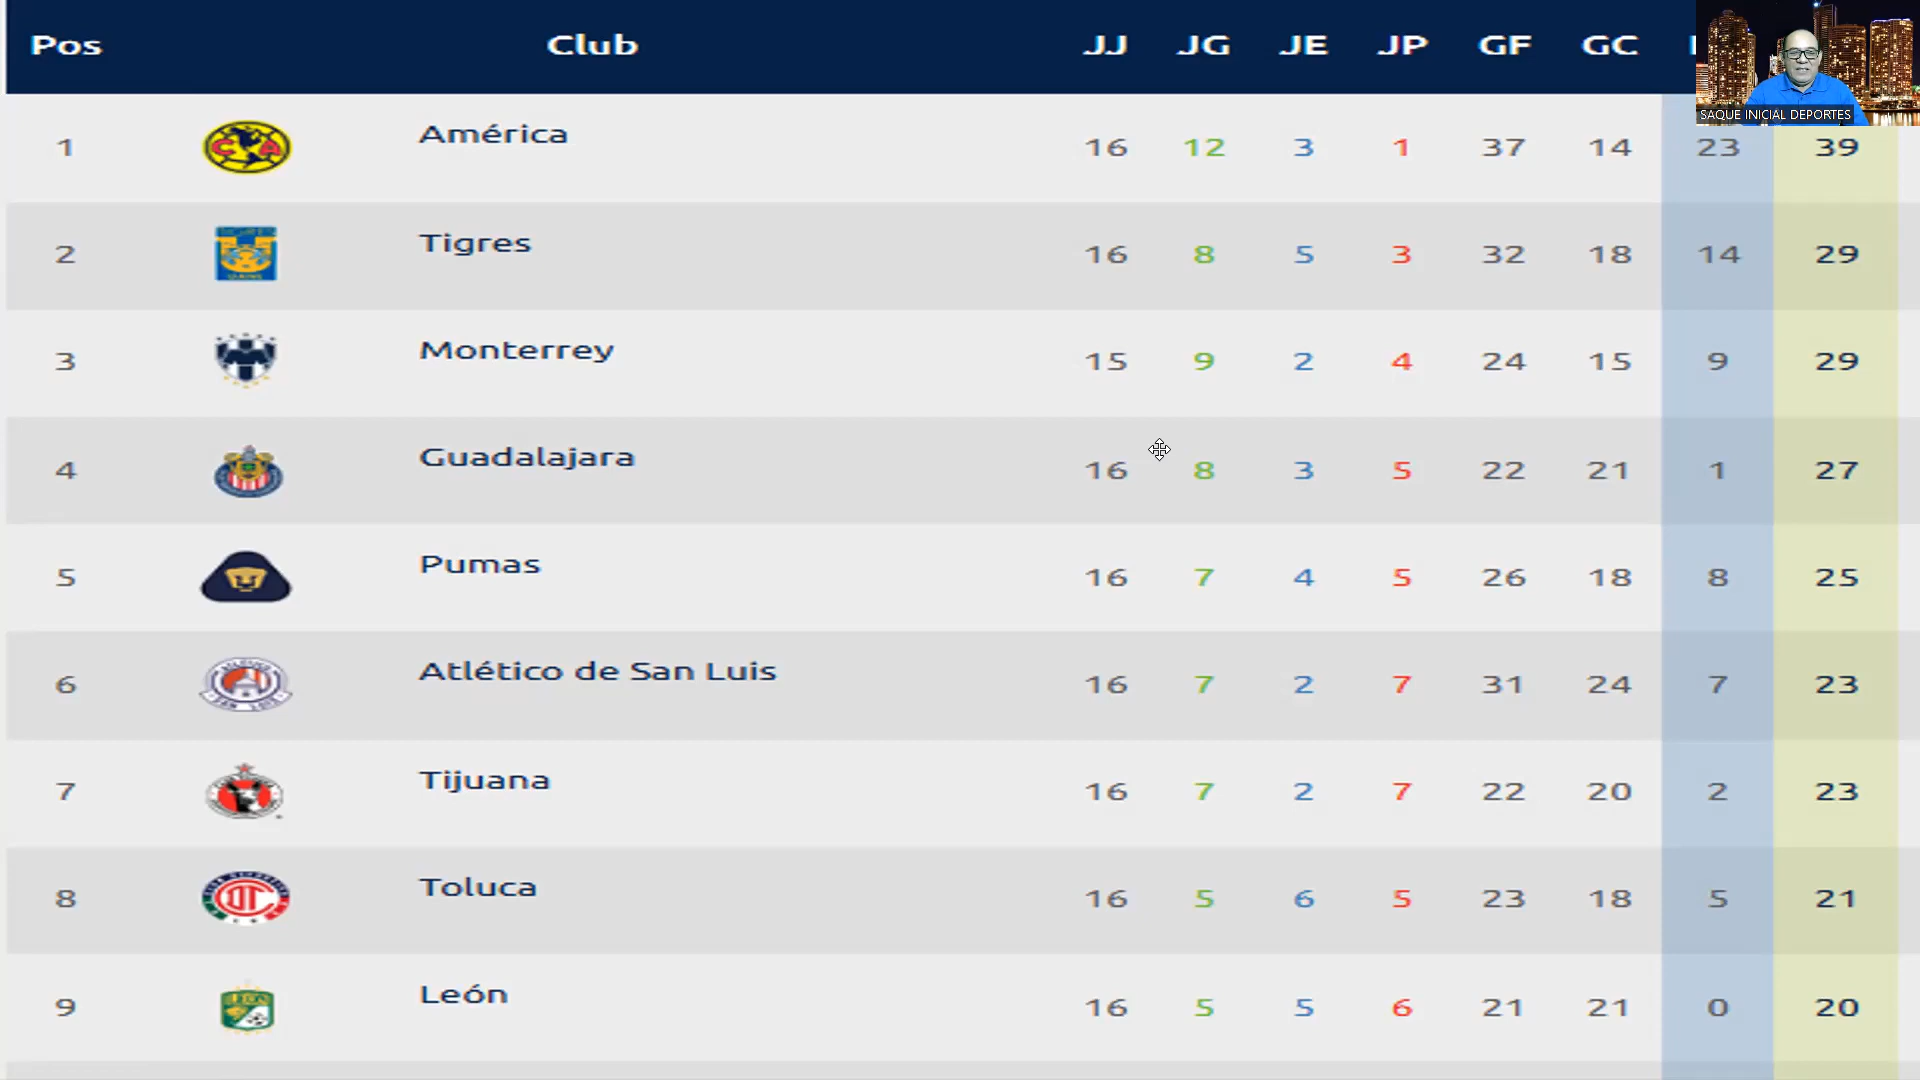 Pos Club JJ JG JE JP GF GC
SAQUE INICIAL DEPORTES
1 América 16 12 3 1 37 14 23 39
2 Tigres 16 8 5 3 32 18 14 29
3 Monterrey 15 9 2 4 24 15 9 29
4 Guadalajara 16 8 3 5 22 21 1 27
5 Pumas 16 7 4 5 26 18 8 25
6 Atlético de San Luis 16 7 2 7 31 24 7 23
7 Tijuana 16 7 2 7 22 20 2 23
8 Toluca 16 5 6 5 23 18 5 21
9 León 16 5 5 6 21 21 0 20